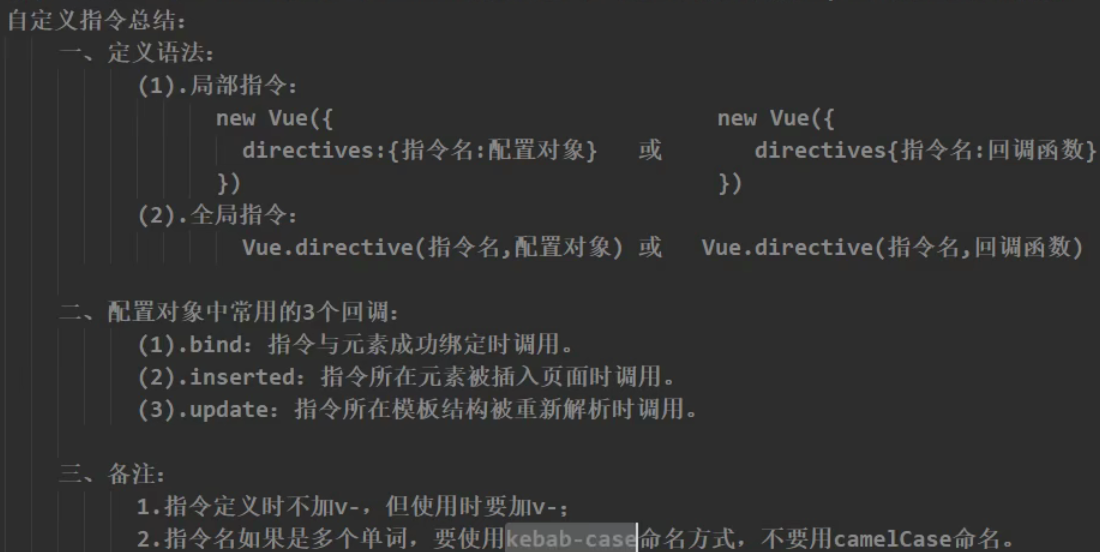 自定义指令总结:
一、定义语法:
(1).局部指令:
new Vue({ new Vue({
directives:{指令名:配置对象} 或 directives{指令名:回调函数}
}) })
(2).全局指令:
Vue.directive(指令名,配置对象) 或 Vue.directive(指令名,回调函数)
二、配置对象中常用的3个回调:
(1).bind: 指令与元素成功绑定时调用。
(2).inserted: 指令所在元素被插入页面时调用。
(3).update: 指令所在模板结构被重新解析时调用。
三、备注:
1.指令定义时不加v-, 但使用时要加v-;
2.指令名如果是多个单词, 要使用kebab-case命名方式, 不要用camelCase命名。